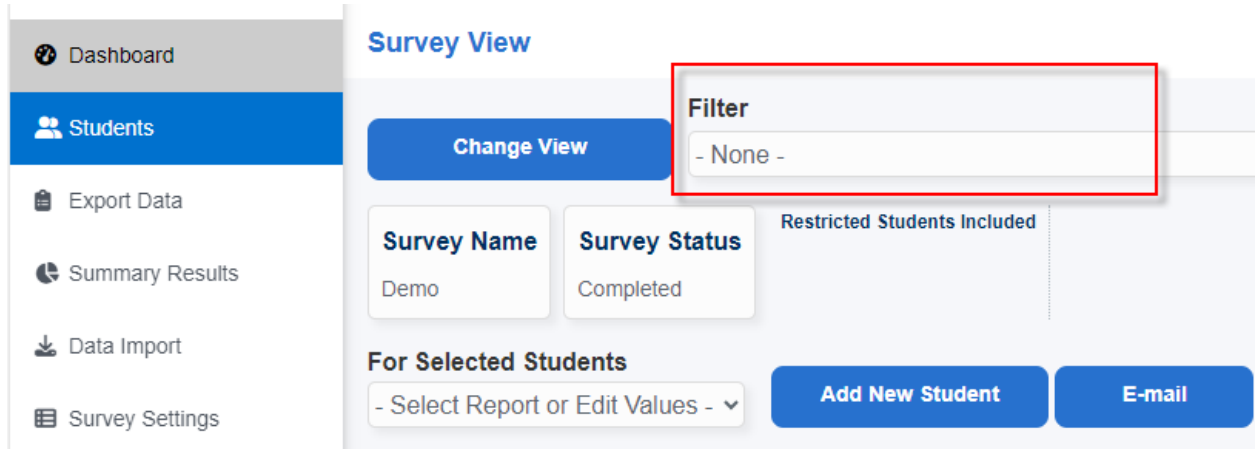 Dashboard
Students
Export Data
Summary Results
Data Import
Survey Settings
Survey View
Change View
Filter
- None -
Survey Name
Demo
Survey Status
Completed
Restricted Students Included
For Selected Students
- Select Report or Edit Values -
Add New Student
E-mail